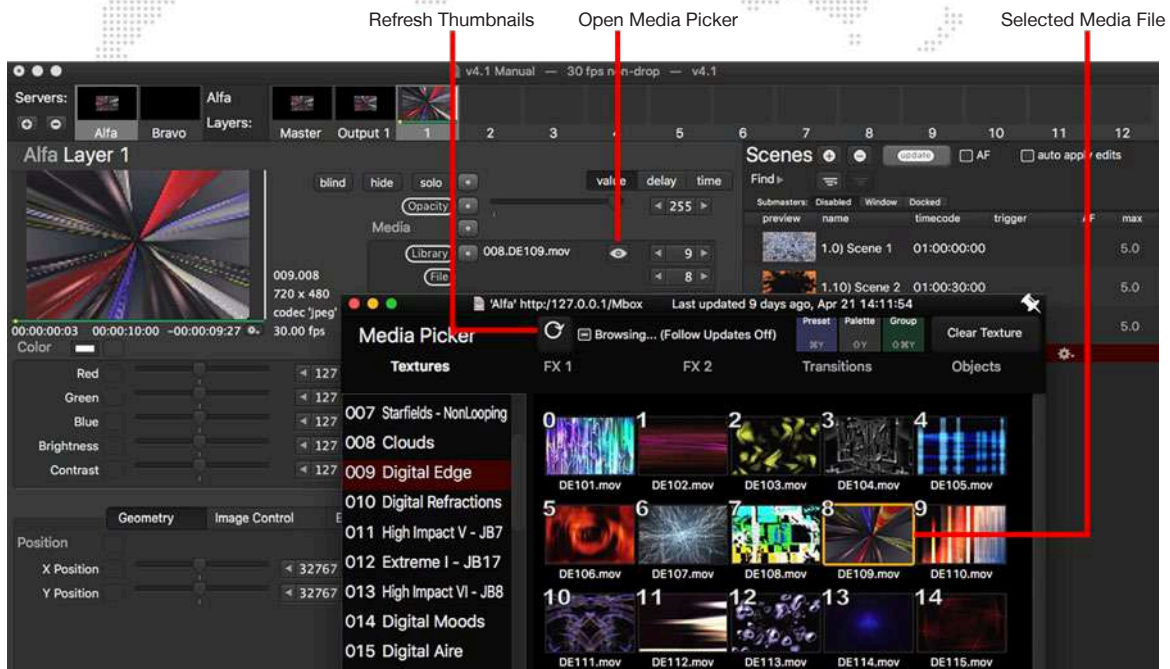 Refresh Thumbnails Open Media Picker Selected Media File
v4.1 Manual — 30 fps non-drop — v4.1
Servers:
Alfa
Layers:
Alfa Bravo Master Output 1 1 2 3 4 5 6 7 8 9 10 11 12
Alfa Layer 1
blind hide solo value delay time
Opacity 255
Media
Library 008.DE109.mov 9
File 8
009.008
720 x 480
codec 'jpeg'
30.00 fps
00:00:00:03 00:00:10:00 -00:00:09:27
Scenes update AF auto apply edits
Find
Submasters: Disabled Window Docked
preview name timecode trigger AF max
1.0) Scene 1 01:00:00:00 5.0
1.10) Scene 2 01:00:30:00 5.0
5.0
Color
Red 127
Green 127
Blue 127
Brightness 127
Contrast 127
Geometry Image Control
Position
X Position 32767
Y Position 32767
'Alfa' http:/127.0.0.1/Mbox Last updated 9 days ago, Apr 21 14:11:54
Media Picker Browsing... (Follow Updates Off) Preset Palette Group Clear Texture
Textures FX 1 FX 2 Transitions Objects
007 Starfields - NonLooping
008 Clouds
009 Digital Edge
010 Digital Refractions
011 High Impact V - JB7
012 Extreme I - JB17
013 High Impact VI - JB8
014 Digital Moods
015 Digital Aire
0 1 2 3 4
DE101.mov DE102.mov DE103.mov DE104.mov DE105.mov
5 6 7 8 9
DE106.mov DE107.mov DE108.mov DE109.mov DE110.mov
10 11 12 13 14
DE111.mov DE112.mov DE113.mov DE114.mov DE115.mov